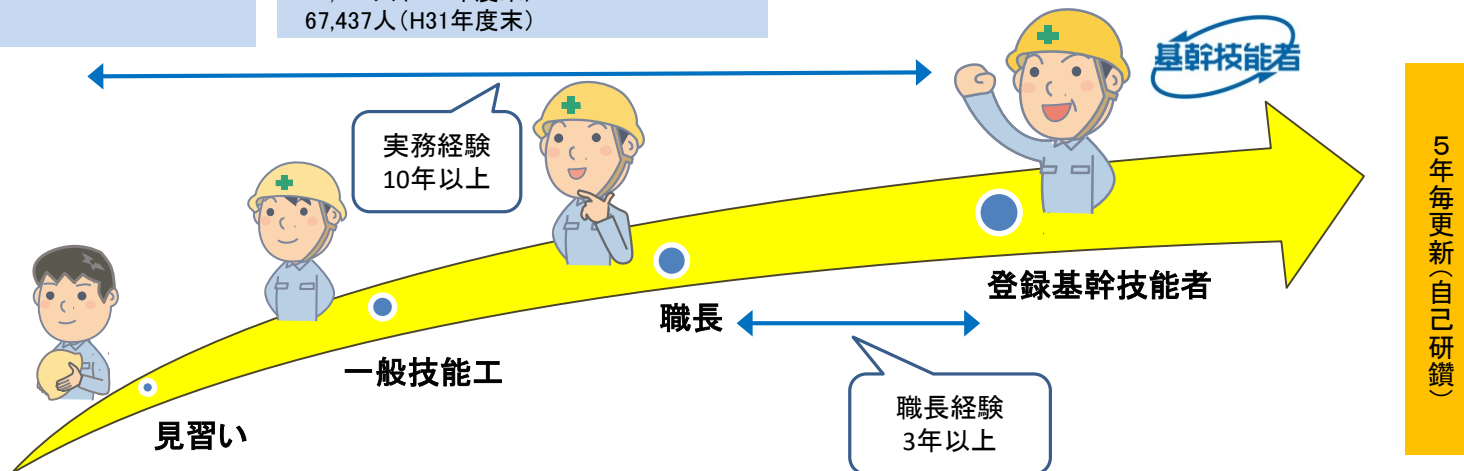 67,437人(H31年度末)
基幹技能者
実務経験
10年以上
登録基幹技能者
職長
一般技能工
職長経験
3年以上
見習い
５年毎更新（自己研鑽）